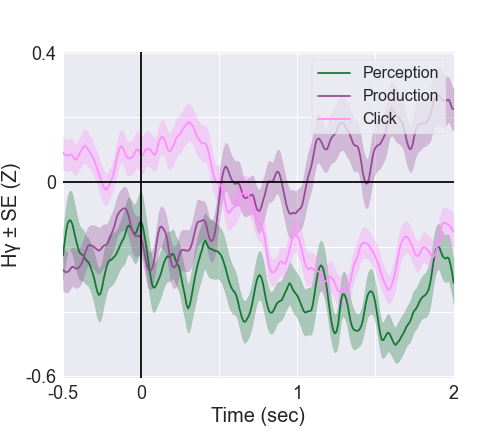 0.4
Perception
Production
Click
0
Hγ ± SE (Z)
-0.6
-0.5
0
1
2
Time (sec)